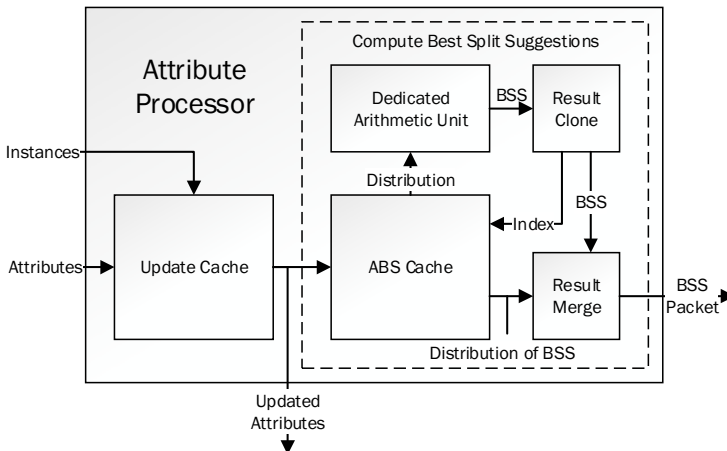 Compute Best Split Suggestions
Attribute
Processor
Dedicated
Arithmetic Unit
BSS
Result
Clone
Instances
Distribution
BSS
Index
Attributes
Update Cache
ABS Cache
Result
Merge
BSS
Packet
Distribution of BSS
Updated
Attributes